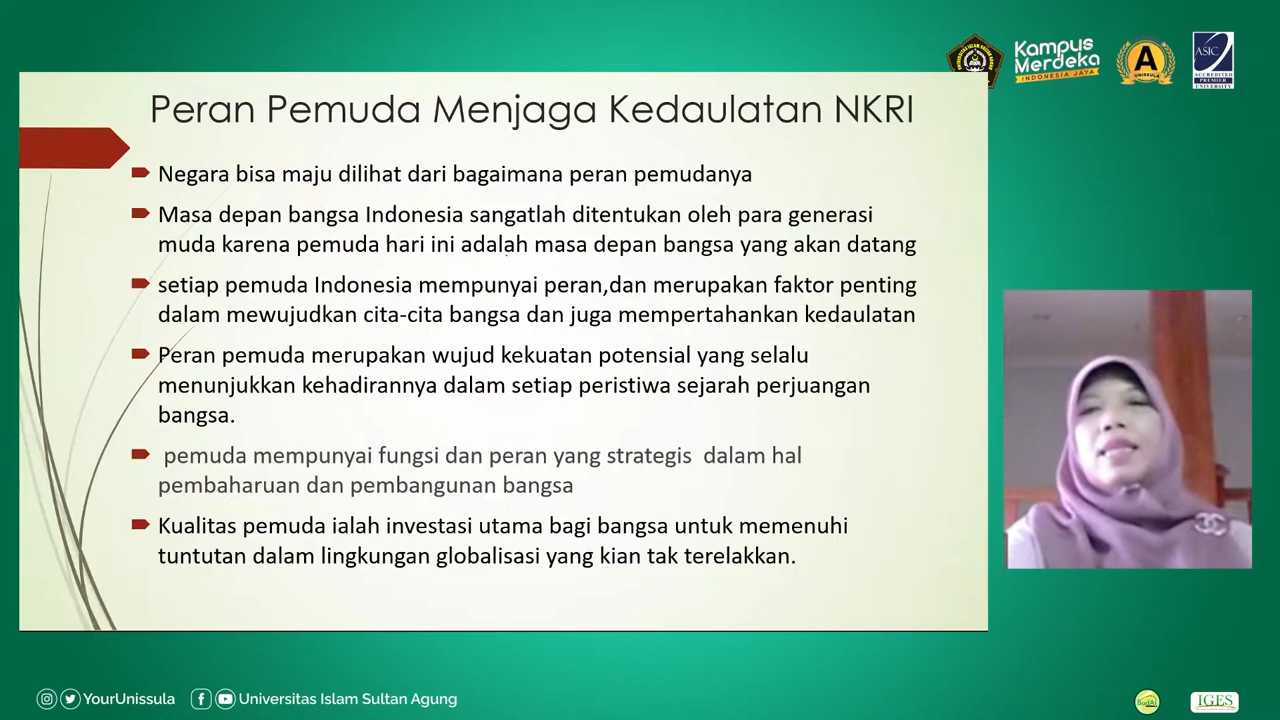 Kampus
Merdeka
INDONESIA JAYA
A
UNISSULA
ASIC
ACCREDITED
PREMIER
UNIVERSITY
Peran Pemuda Menjaga Kedaulatan NKRI
Negara bisa maju dilihat dari bagaimana peran pemudanya
Masa depan bangsa Indonesia sangatlah ditentukan oleh para generasi
muda karena pemuda hari ini adalah masa depan bangsa yang akan datang
setiap pemuda Indonesia mempunyai peran,dan merupakan faktor penting
dalam mewujudkan cita-cita bangsa dan juga mempertahankan kedaulatan
Peran pemuda merupakan wujud kekuatan potensial yang selalu
menunjukkan kehadirannya dalam setiap peristiwa sejarah perjuangan
bangsa.
pemuda mempunyai fungsi dan peran yang strategis dalam hal
pembaharuan dan pembangunan bangsa
Kualitas pemuda ialah investasi utama bagi bangsa untuk memenuhi
tuntutan dalam lingkungan globalisasi yang kian tak terelakkan.
YourUnissula
Universitas Islam Sultan Agung
BudAI
IGES